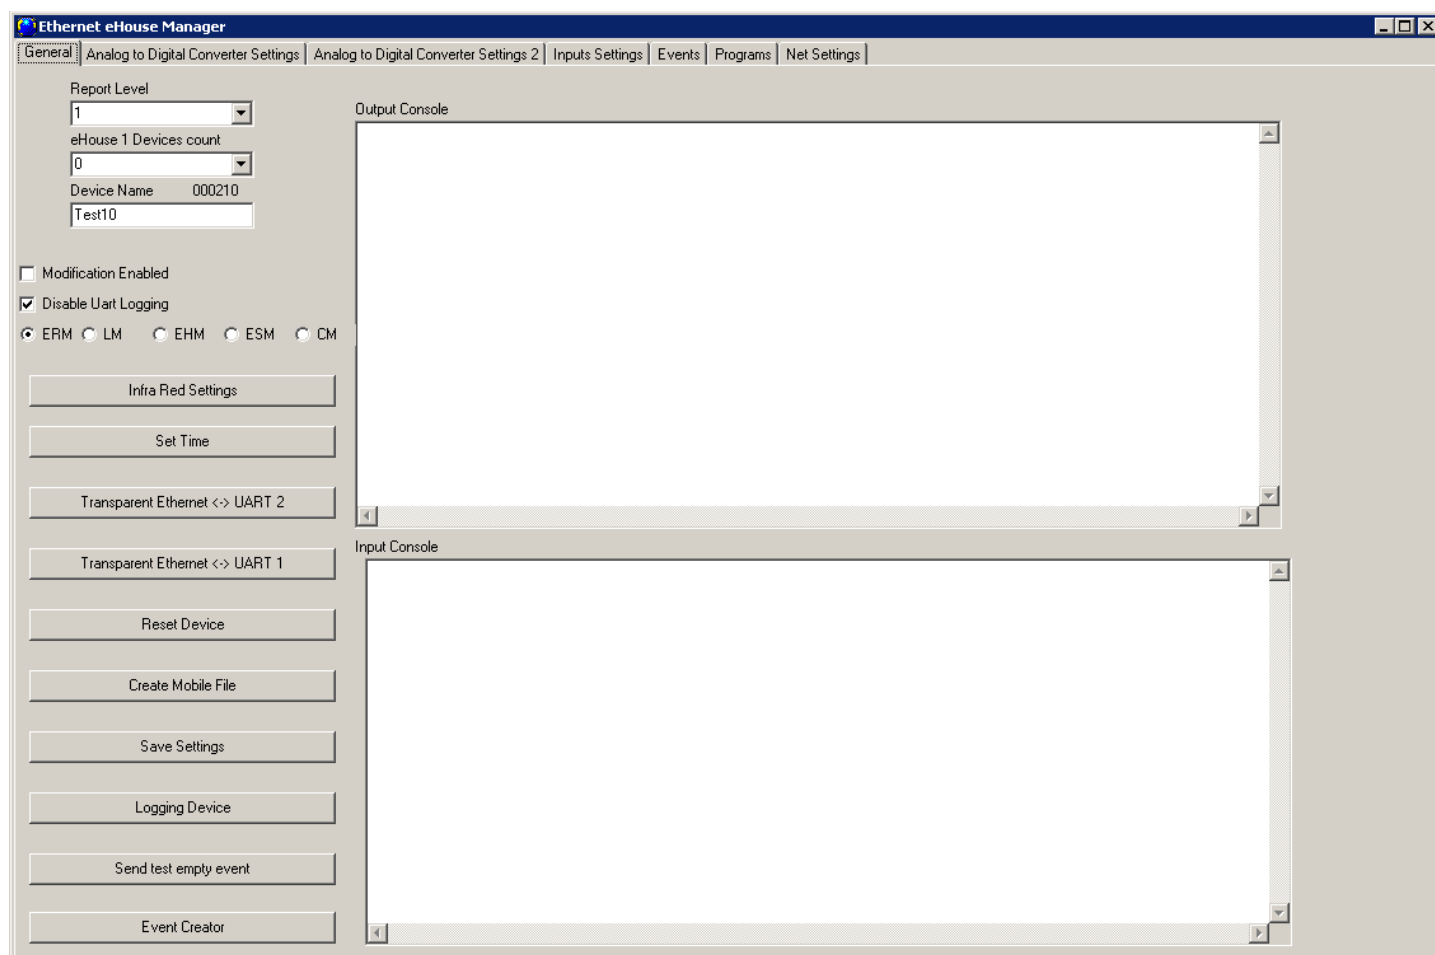 Ethernet eHouse Manager
General Analog to Digital Converter Settings Analog to Digital Converter Settings 2 Inputs Settings Events Programs Net Settings
Report Level
1
eHouse 1 Devices count
0
Device Name 000210
Test10
Modification Enabled
Disable Uart Logging
ERM LM EHM ESM CM
Infra Red Settings
Set Time
Transparent Ethernet <-> UART 2
Transparent Ethernet <-> UART 1
Reset Device
Create Mobile File
Save Settings
Logging Device
Send test empty event
Event Creator
Output Console
Input Console